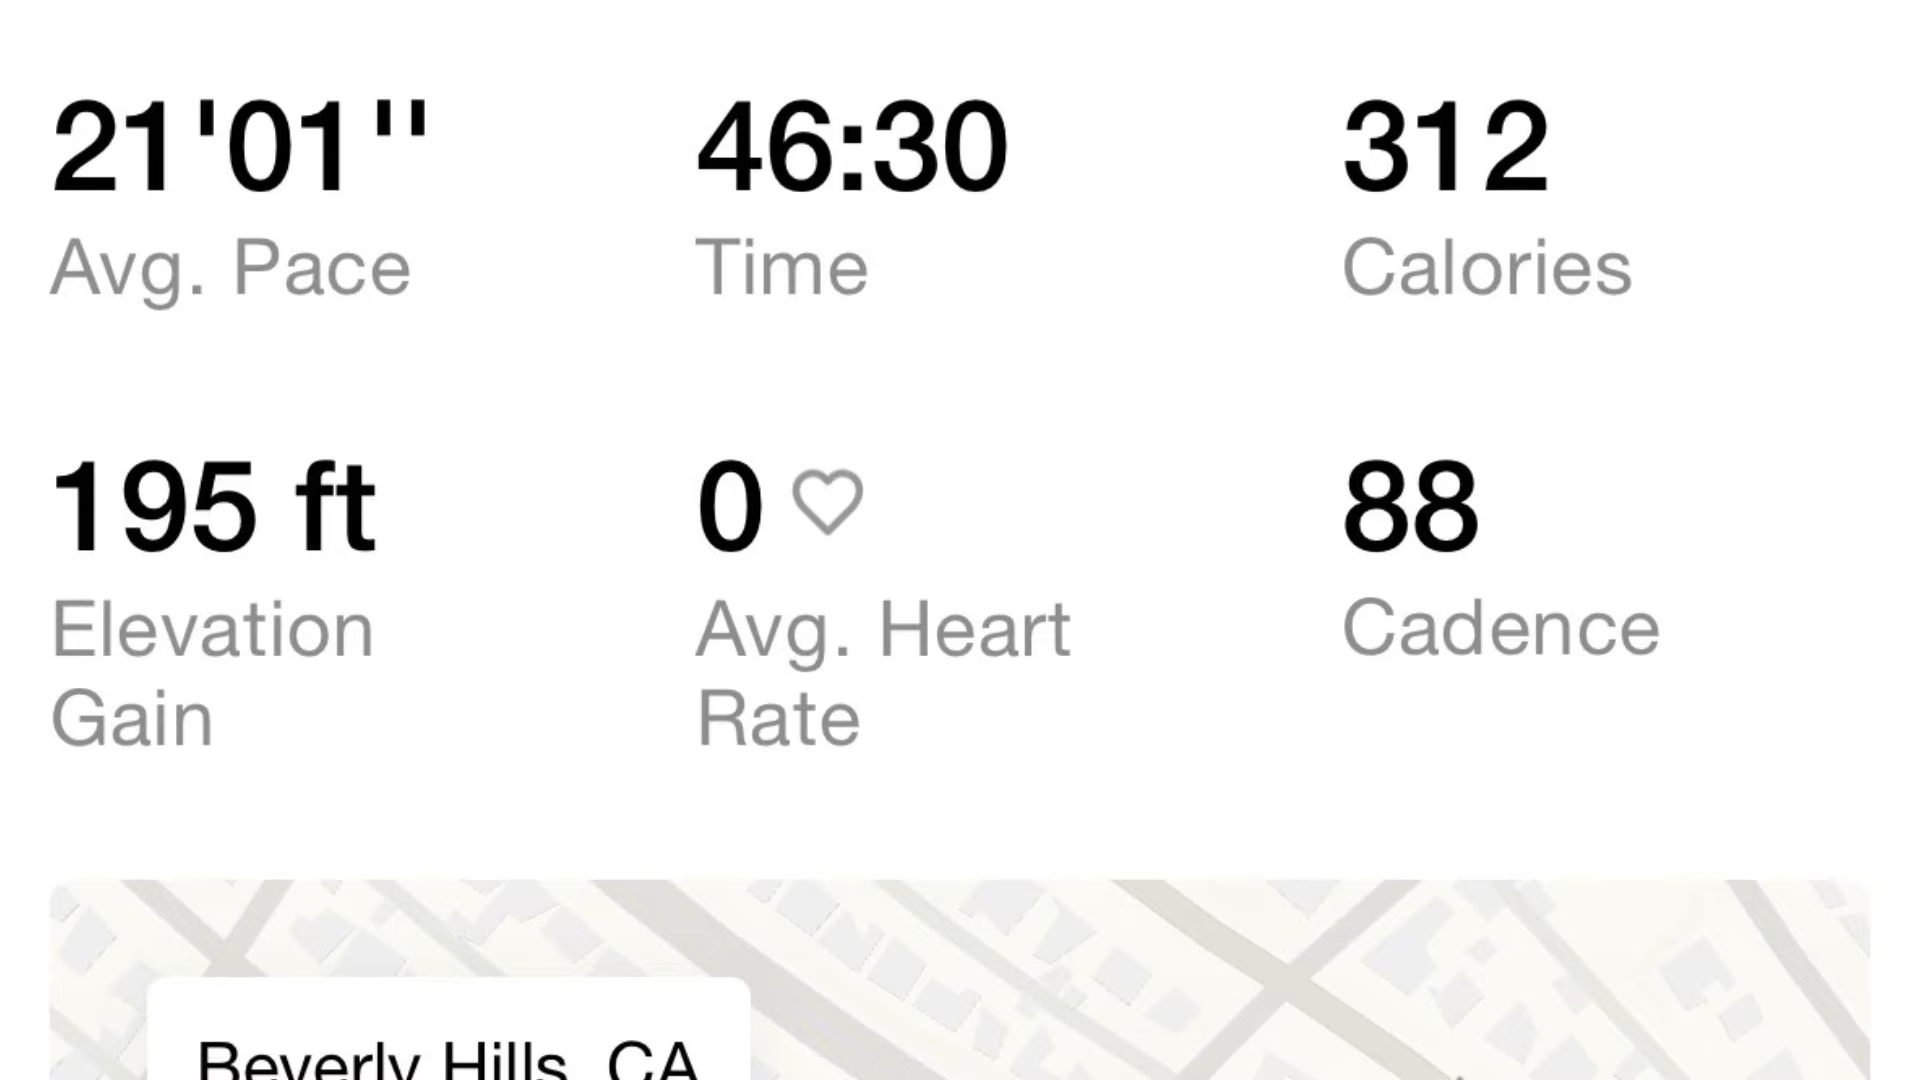 21'01''
46:30
312
Avg. Pace
Time
Calories
195 ft
0
88
Elevation
Gain
Avg. Heart
Rate
Cadence
Beverly Hills, CA